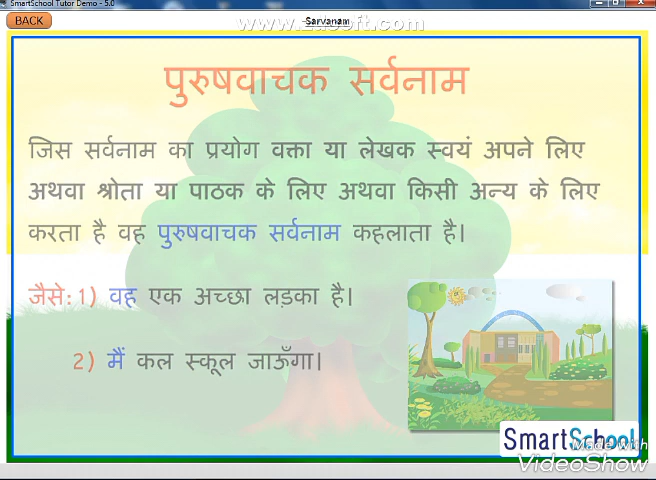 SmartSchool Tutor Demo - 5.0
www.zdsoft.com
BACK
Sarvanam
पुरुषवाचक सर्वनाम
जिस सर्वनाम का प्रयोग वक्ता या लेखक स्वयं अपने लिए
अथवा श्रोता या पाठक के लिए अथवा किसी अन्य के लिए
करता है वह पुरुषवाचक सर्वनाम कहलाता है।
जैसे: 1) वह एक अच्छा लड़का है।
2) मैं कल स्कूल जाऊँगा।
SmartSchool
Made with
VideoShow